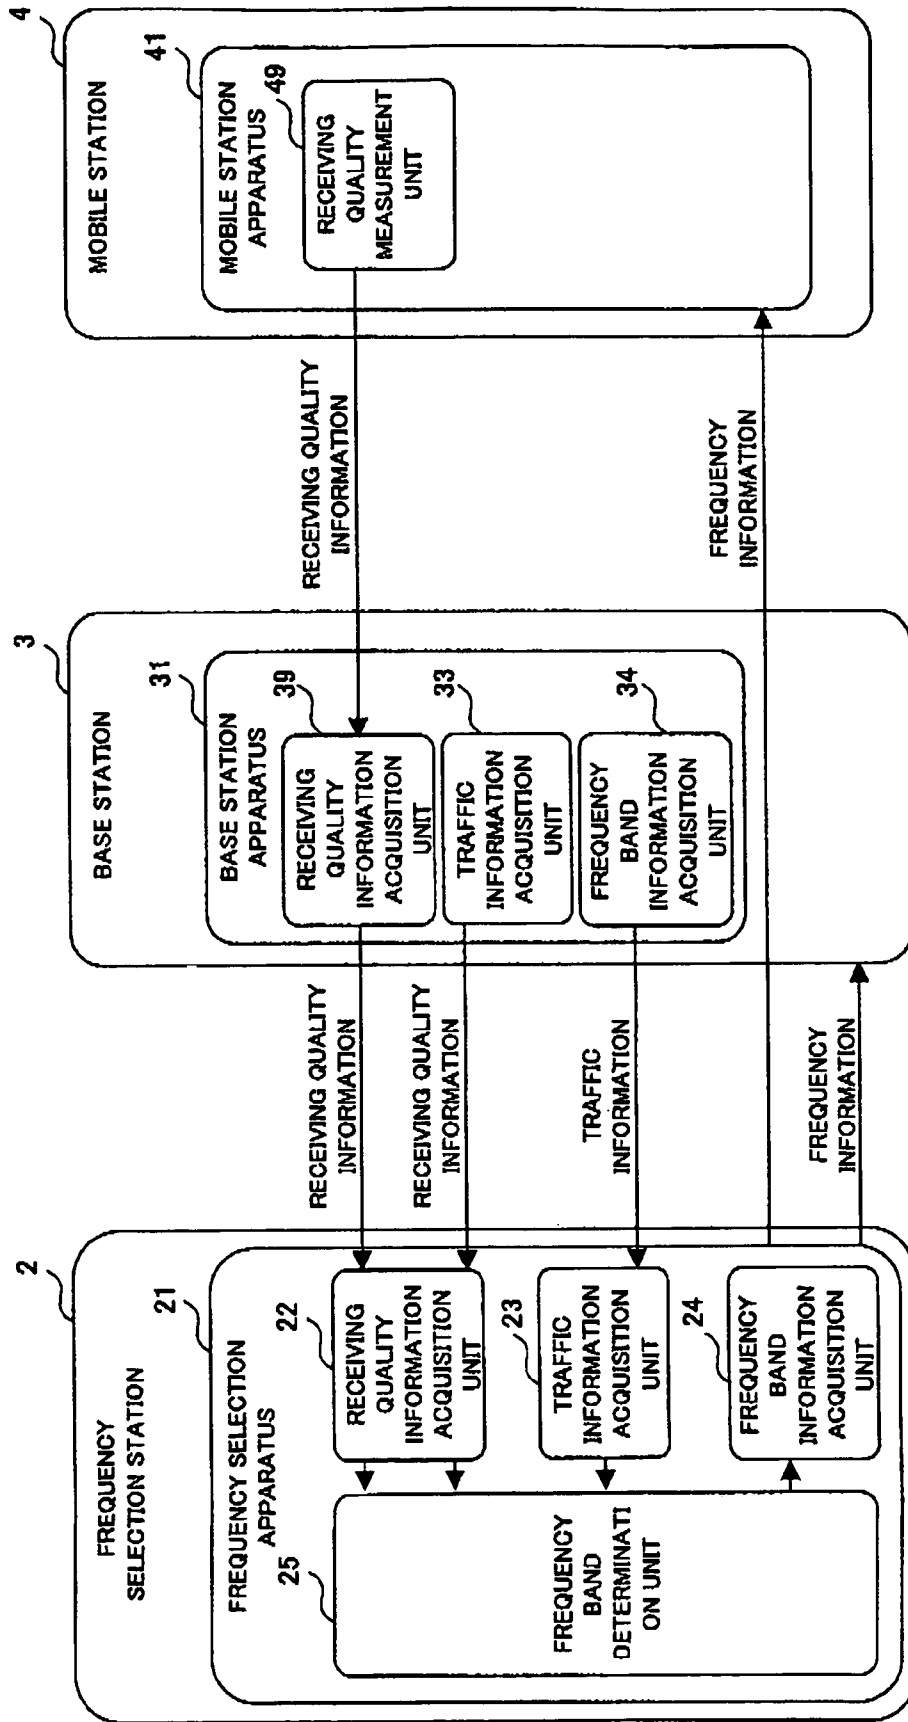 FREQUENCY
SELECTION STATION
2
FREQUENCY SELECTION
APPARATUS
21
25
FREQUENCY
BAND
DETERMINATI
ON UNIT
22
RECEIVING
QUALITY
INFORMATION
ACQUISITION
UNIT
23
TRAFFIC
INFORMATION
ACQUISITION
UNIT
24
FREQUENCY
BAND
INFORMATION
ACQUISITION
UNIT
RECEIVING QUALITY
INFORMATION
RECEIVING QUALITY
INFORMATION
TRAFFIC
INFORMATION
FREQUENCY
INFORMATION
BASE STATION
3
BASE STATION
APPARATUS
31
RECEIVING
QUALITY
INFORMATION
ACQUISITION
UNIT
39
TRAFFIC
INFORMATION
ACQUISITION
UNIT
33
FREQUENCY
BAND
INFORMATION
ACQUISITION
UNIT
34
RECEIVING QUALITY
INFORMATION
FREQUENCY
INFORMATION
MOBILE STATION
4
MOBILE STATION
APPARATUS
41
RECEIVING
QUALITY
MEASUREMENT
UNIT
49